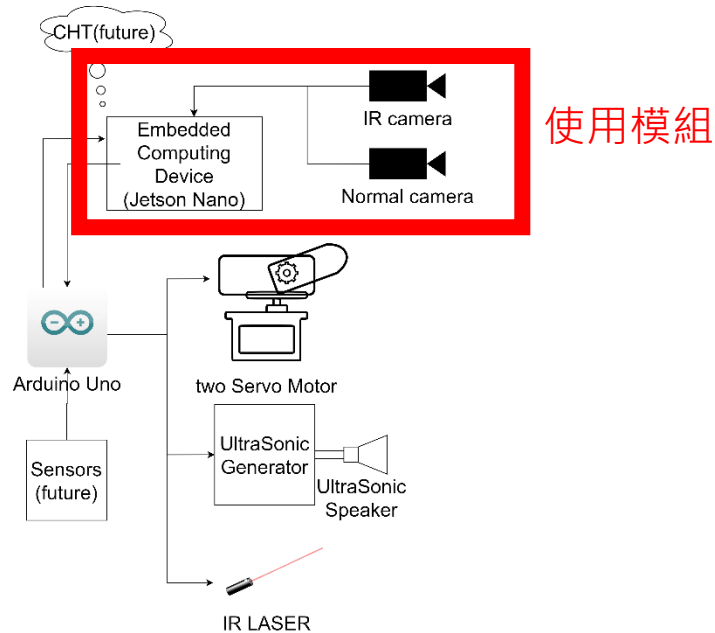 CHT(future)
使用模組
Embedded
Computing
Device
(Jetson Nano)
IR camera
Normal camera
Arduino Uno
two Servo Motor
Sensors
(future)
UltraSonic
Generator
UltraSonic
Speaker
IR LASER